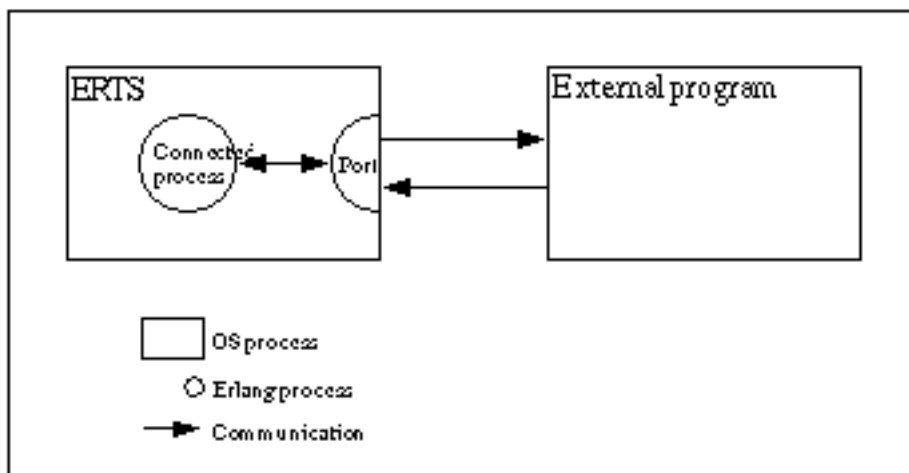 ERTS
External program
Connected
process
Port
OS process
Erlang process
Communication